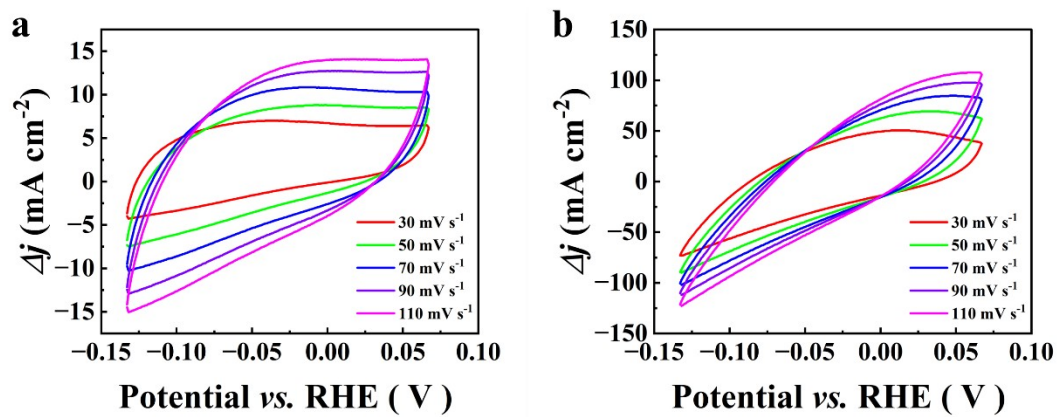 a
Δj (mA cm⁻²)
15
10
5
0
−5
−10
−15
30 mV s⁻¹
50 mV s⁻¹
70 mV s⁻¹
90 mV s⁻¹
110 mV s⁻¹
−0.15 −0.10 −0.05 0.00 0.05 0.10
Potential vs. RHE ( V )
b
Δj (mA cm⁻²)
150
100
50
0
−50
−100
−150
30 mV s⁻¹
50 mV s⁻¹
70 mV s⁻¹
90 mV s⁻¹
110 mV s⁻¹
−0.15 −0.10 −0.05 0.00 0.05 0.10
Potential vs. RHE ( V )